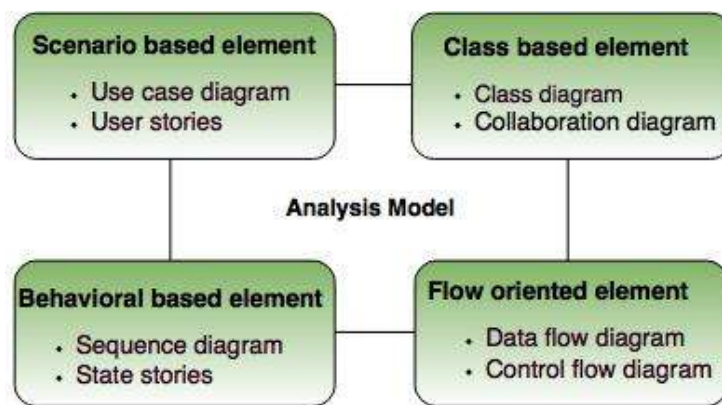 Scenario based element
• Use case diagram
• User stories
Class based element
• Class diagram
• Collaboration diagram
Analysis Model
Behavioral based element
• Sequence diagram
• State stories
Flow oriented element
• Data flow diagram
• Control flow diagram